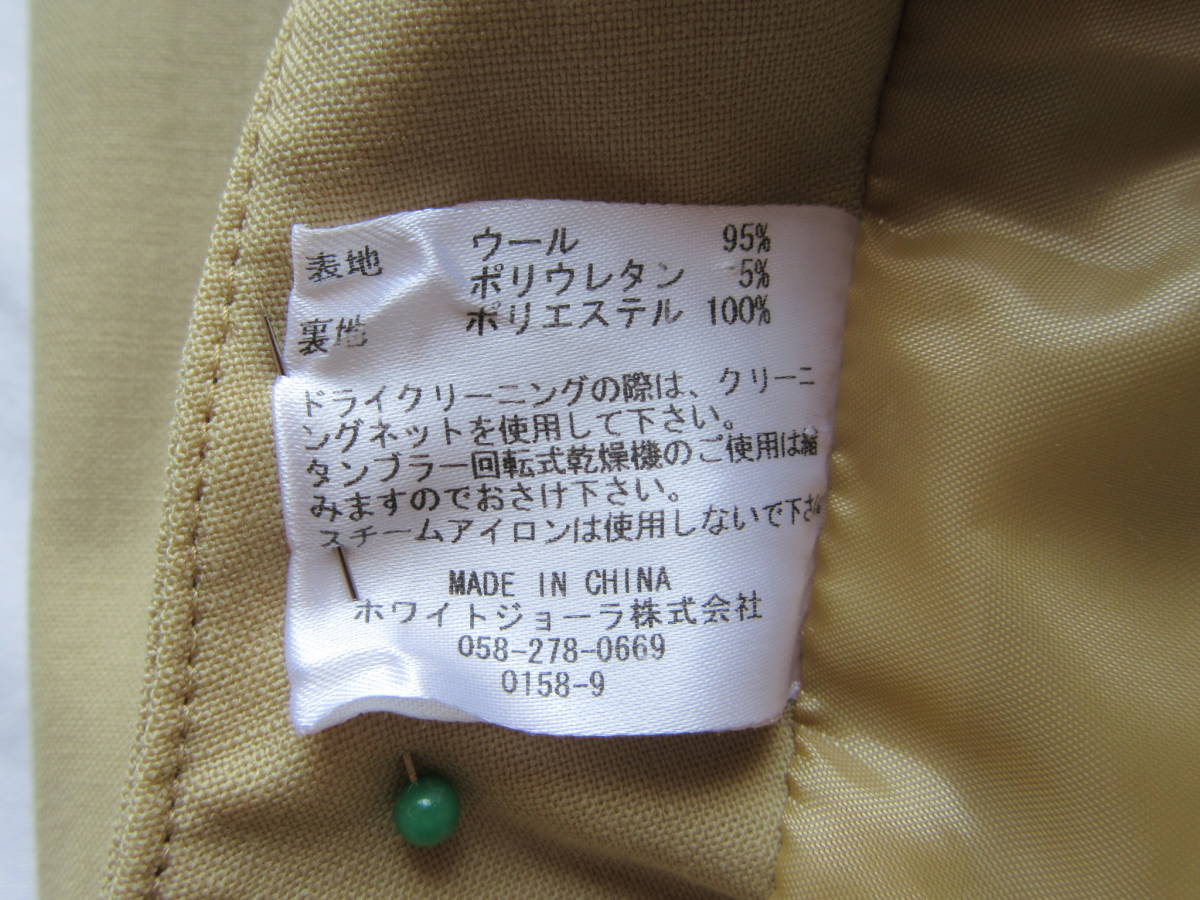 表地 ウール 95%
ポリウレタン 5%
裏地 ポリエステル 100%
ドライクリーニングの際は、クリーニ
ングネットを使用して下さい。
タンブラー回転式乾燥機のご使用は縮
みますのでおさけ下さい。
スチームアイロンは使用しないで下さい
MADE IN CHINA
ホワイトジョーラ株式会社
058-278-0669
0158-9